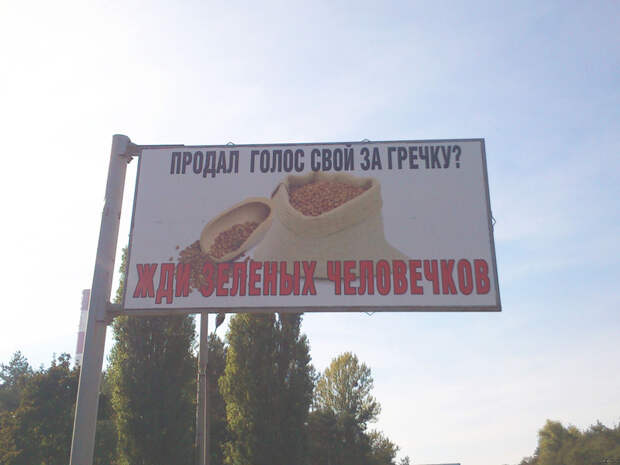 ПРОДАЛ ГОЛОС СВОЙ ЗА ГРЕЧКУ?
ЖДИ ЗЕЛЕНЫХ ЧЕЛОВЕЧКОВ